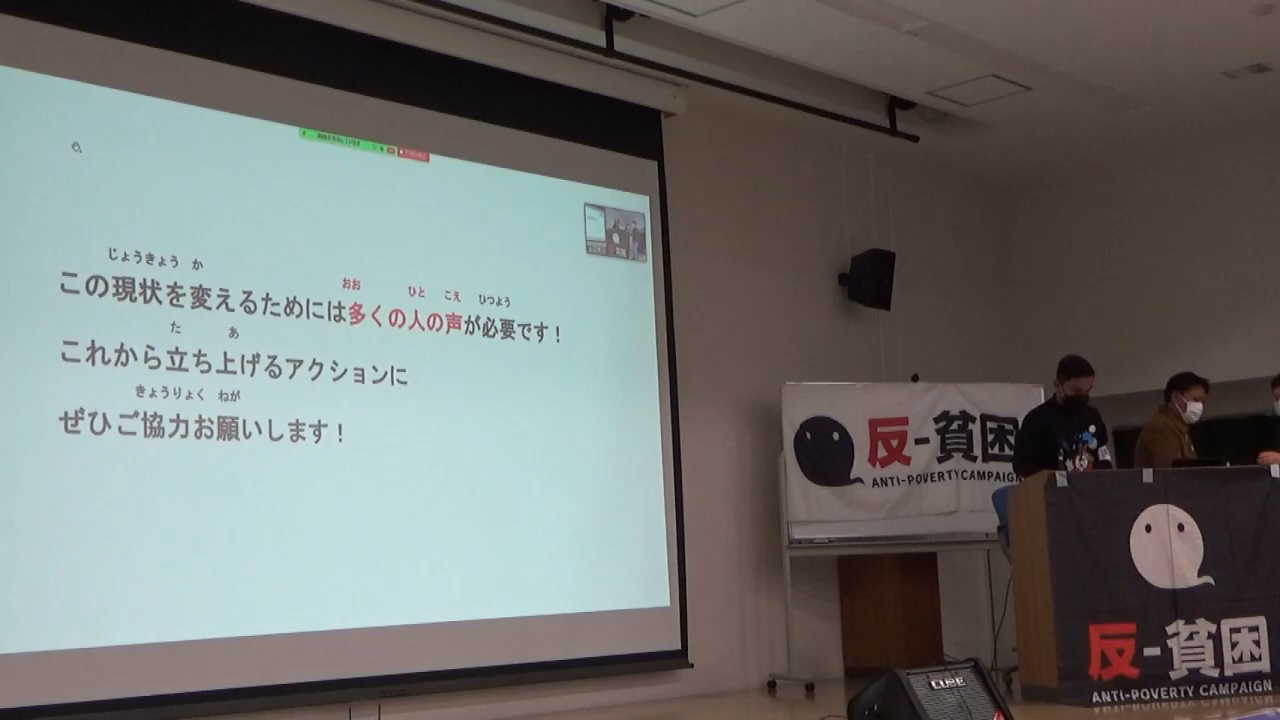 じょうきょう か おお ひと こえ ひつよう
この現状を変えるためには多くの人の声が必要です！
た あ
これから立ち上げるアクションに
きょうりょく ねが
ぜひご協力お願いします！
反-貧困
ANTI-POVERTY CAMPAIGN
反-貧困
ANTI-POVERTY CAMPAIGN
CUBE